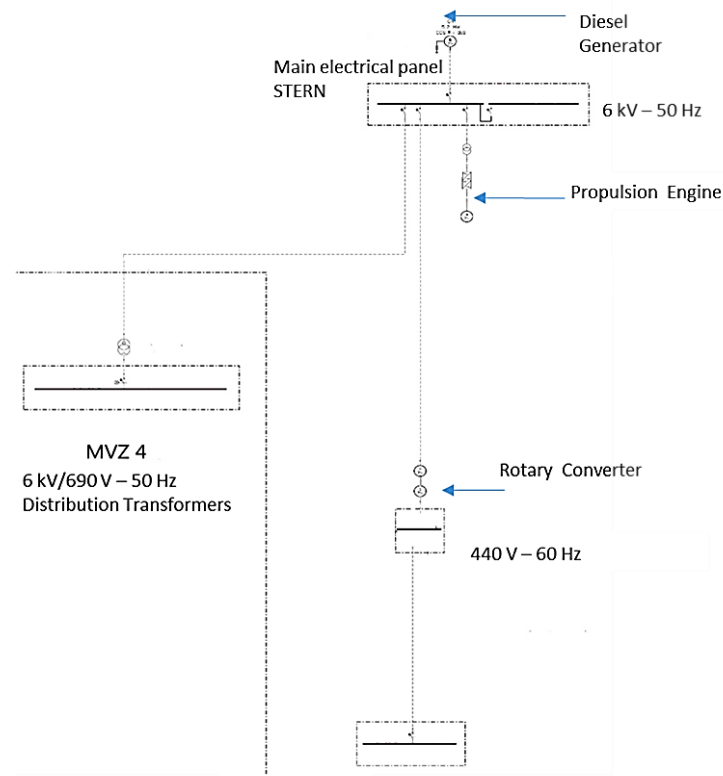 Diesel
Generator
Main electrical panel
STERN
6 kV – 50 Hz
Propulsion Engine
MVZ 4
6 kV/690 V – 50 Hz
Distribution Transformers
Rotary Converter
440 V – 60 Hz